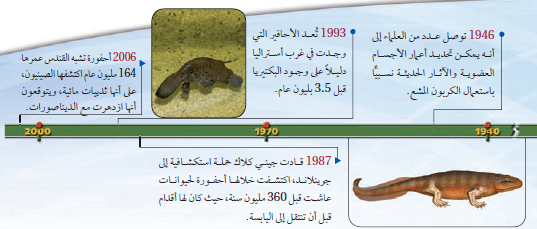 1946 توصل عدد من العلماء إلى
أنه يمكن تحديد أعمار الأجسام
العضوية والآثار الحديثة نسبيًّا
باستعمال الكربون المشع.
1993 تُعد الأحافير التي
وجدت في غرب أستراليا
دليلاً على وجود البكتيريا
قبل 3.5 بليون عام.
2006 أحفورة تشبه القندس عمرها
164 مليون عام اكتشفها الصينيون،
على أنها ثدييات مائية، ويتوقعون
أنها ازدهرت مع الديناصورات.
1940
1970
2000
1987 قادت جيني كلاك حملة استكشافية إلى
جرينلاند، اكتشفت خلالها أحفورة لحيوانات
عاشت قبل 360 مليون سنة، حيث كان لها أقدام
قبل أن تنتقل إلى اليابسة.